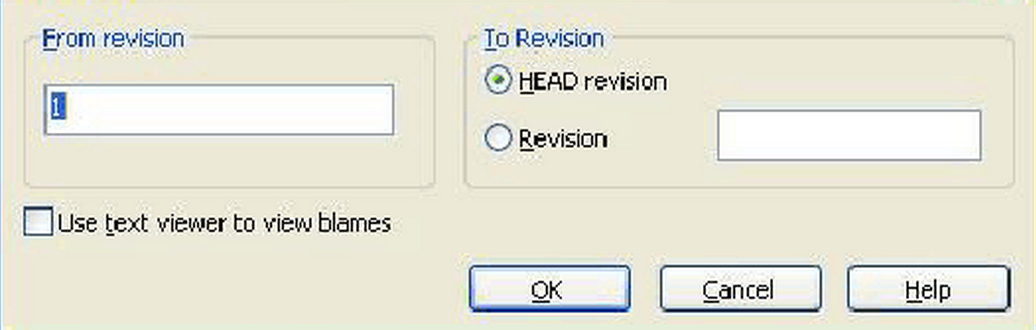 From revision
1
To Revision
HEAD revision
Revision
Use text viewer to view blames
OK
Cancel
Help